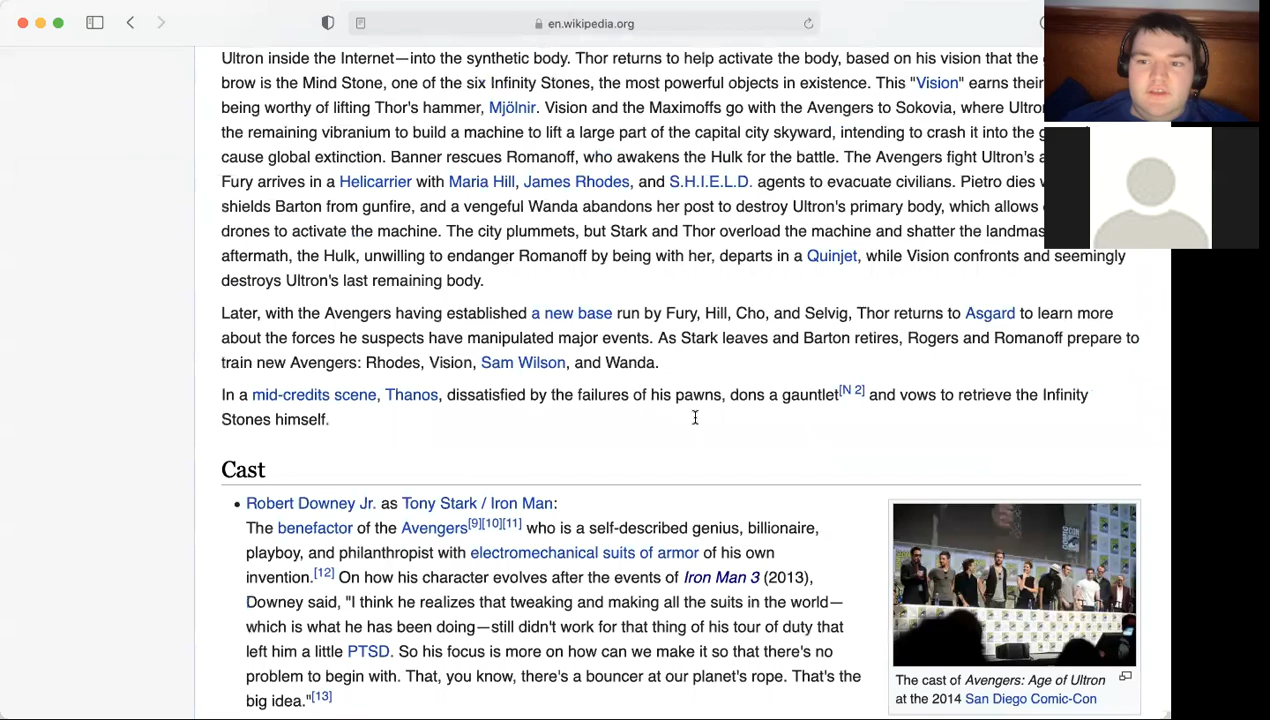 en.wikipedia.org
Ultron inside the Internet—into the synthetic body. Thor returns to help activate the body, based on his vision that the
brow is the Mind Stone, one of the six Infinity Stones, the most powerful objects in existence. This "Vision" earns their
being worthy of lifting Thor's hammer, Mjölnir. Vision and the Maximoffs go with the Avengers to Sokovia, where
the remaining vibranium to build a machine to lift a large part of the capital city skyward, intending to crash it into the
cause global extinction. Banner rescues Romanoff, who awakens the Hulk for the battle. The Avengers fight Ultron's
Fury arrives in a Helicarrier with Maria Hill, James Rhodes, and S.H.I.E.L.D. agents to evacuate civilians. Pietro dies
shields Barton from gunfire, and a vengeful Wanda abandons her post to destroy Ultron's primary body, which allows
drones to activate the machine. The city plummets, but Stark and Thor overload the machine and shatter the
aftermath, the Hulk, unwilling to endanger Romanoff by being with her, departs in a Quinjet, while Vision confronts and seemingly
destroys Ultron's last remaining body.
Later, with the Avengers having established a new base run by Fury, Hill, Cho, and Selvig, Thor returns to Asgard to learn more
about the forces he suspects have manipulated major events. As Stark leaves and Barton retires, Rogers and Romanoff prepare to
train new Avengers: Rhodes, Vision, Sam Wilson, and Wanda.
In a mid-credits scene, Thanos, dissatisfied by the failures of his pawns, dons a gauntlet[N 2] and vows to retrieve the Infinity
Stones himself.
Cast
• Robert Downey Jr. as Tony Stark / Iron Man:
The benefactor of the Avengers[9][10][11] who is a self-described genius, billionaire,
playboy, and philanthropist with electromechanical suits of armor of his own
invention.[12] On how his character evolves after the events of Iron Man 3 (2013),
Downey said, "I think he realizes that tweaking and making all the suits in the world—
which is what he has been doing—still didn't work for that thing of his tour of duty that
left him a little PTSD. So his focus is more on how can we make it so that there's no
problem to begin with. That, you know, there's a bouncer at our planet's rope. That's the
big idea."[13]
The cast of Avengers: Age of Ultron
at the 2014 San Diego Comic-Con